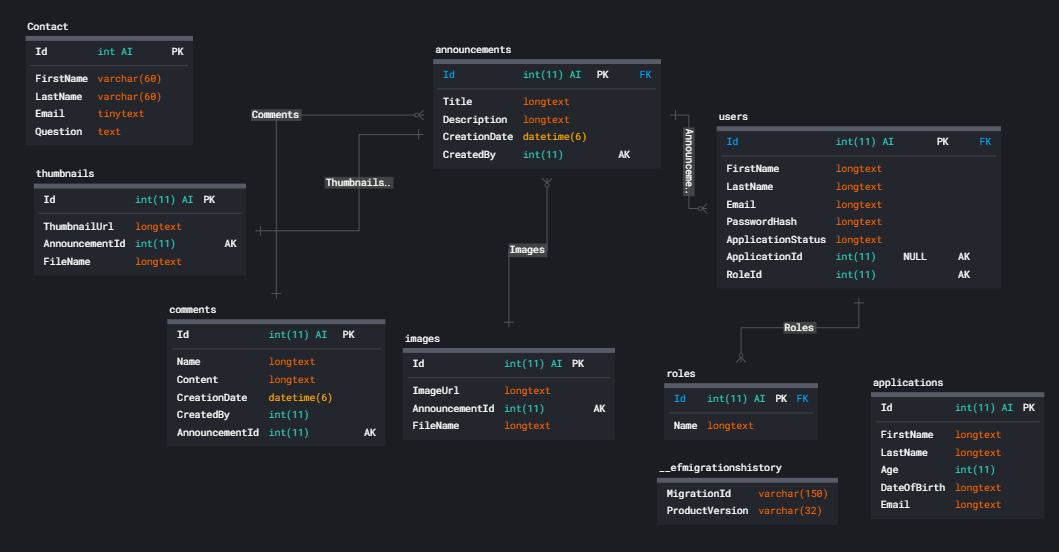 Contact
Id int AI PK
FirstName varchar(60)
LastName varchar(60)
Email tinytext
Question text
announcements
Id int(11) AI PK FK
Title longtext
Description longtext
CreationDate datetime(6)
CreatedBy int(11) AK
Comments
Thumbnails..
Announceme..
Images
Roles
users
Id int(11) AI PK FK
FirstName longtext
LastName longtext
Email longtext
PasswordHash longtext
ApplicationStatus longtext
ApplicationId int(11) NULL AK
RoleId int(11) AK
thumbnails
Id int(11) AI PK
ThumbnailUrl longtext
AnnouncementId int(11) AK
FileName longtext
comments
Id int(11) AI PK
Name longtext
Content longtext
CreationDate datetime(6)
CreatedBy int(11)
AnnouncementId int(11) AK
images
Id int(11) AI PK
ImageUrl longtext
AnnouncementId int(11) AK
FileName longtext
roles
Id int(11) AI PK FK
Name longtext
applications
Id int(11) AI PK
FirstName longtext
LastName longtext
Age int(11)
DateOfBirth longtext
Email longtext
__efmigrationshistory
MigrationId varchar(150)
ProductVersion varchar(32)